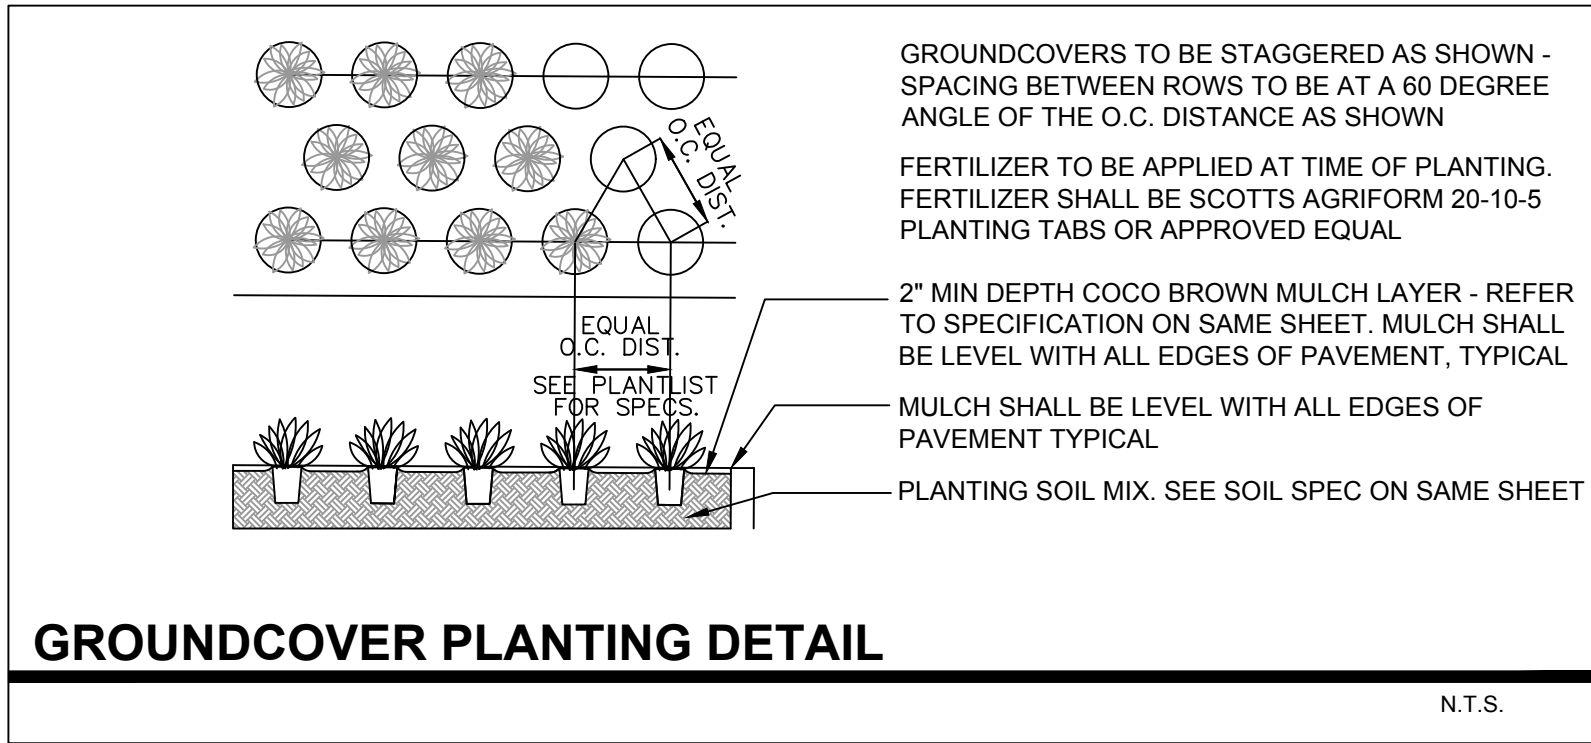 GROUNDCOVERS TO BE STAGGERED AS SHOWN -
SPACING BETWEEN ROWS TO BE AT A 60 DEGREE
ANGLE OF THE O.C. DISTANCE AS SHOWN
FERTILIZER TO BE APPLIED AT TIME OF PLANTING.
FERTILIZER SHALL BE SCOTTS AGRIFORM 20-10-5
PLANTING TABS OR APPROVED EQUAL
2" MIN DEPTH COCO BROWN MULCH LAYER - REFER
TO SPECIFICATION ON SAME SHEET. MULCH SHALL
BE LEVEL WITH ALL EDGES OF PAVEMENT, TYPICAL
MULCH SHALL BE LEVEL WITH ALL EDGES OF
PAVEMENT TYPICAL
PLANTING SOIL MIX. SEE SOIL SPEC ON SAME SHEET
EQUAL
O.C. DIST.
EQUAL
O.C. DIST.
SEE PLANTLIST
FOR SPECS.
GROUNDCOVER PLANTING DETAIL
N.T.S.